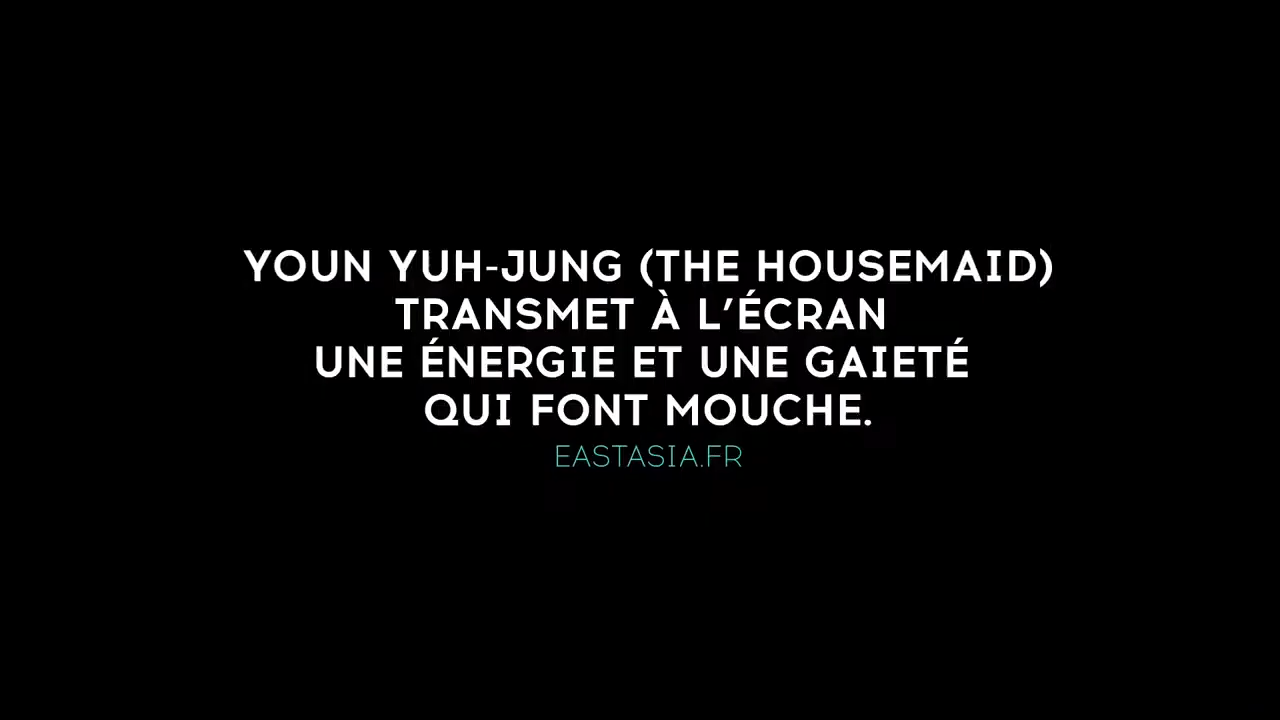 YOUN YUH-JUNG (THE HOUSEMAID)
TRANSMET À L’ÉCRAN
UNE ÉNERGIE ET UNE GAIETÉ
QUI FONT MOUCHE.
EASTASIA.FR